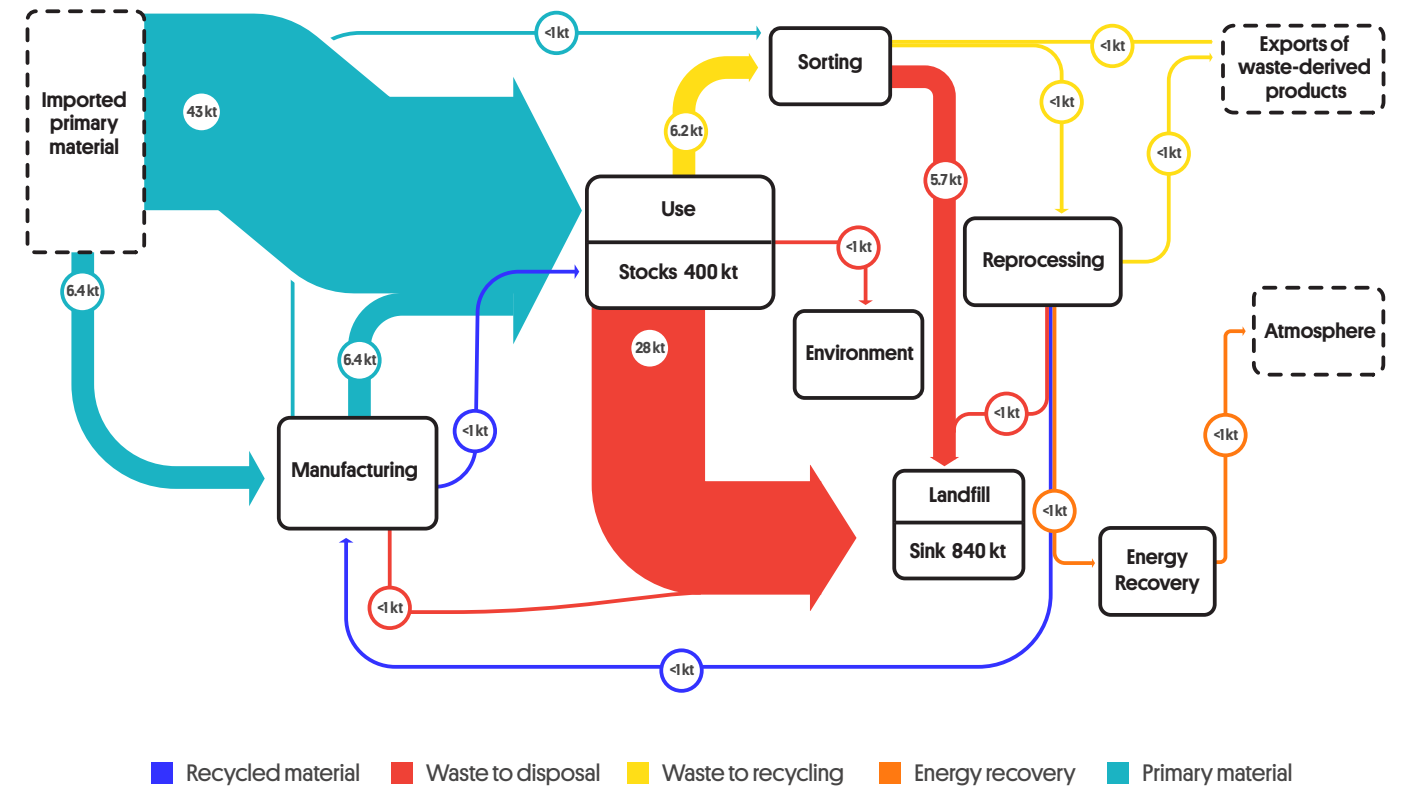 Imported
primary
material
43 kt
<1 kt
Sorting
<1 kt
Exports of
waste-derived
products
<1 kt
6.2 kt
<1 kt
5.7 kt
Use
Stocks 400 kt
<1 kt
Reprocessing
6.4 kt
Environment
Atmosphere
28 kt
6.4 kt
<1 kt
<1 kt
<1 kt
Manufacturing
Landfill
Sink 840 kt
<1 kt
Energy
Recovery
<1 kt
<1 kt
Recycled material
Waste to disposal
Waste to recycling
Energy recovery
Primary material